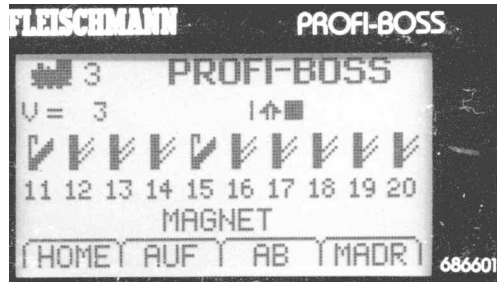 FLEISCHMANN PROFI-BOSS
3 PROFI-BOSS
V = 3
11 12 13 14 15 16 17 18 19 20
MAGNET
HOME AUF AB MADR
686601